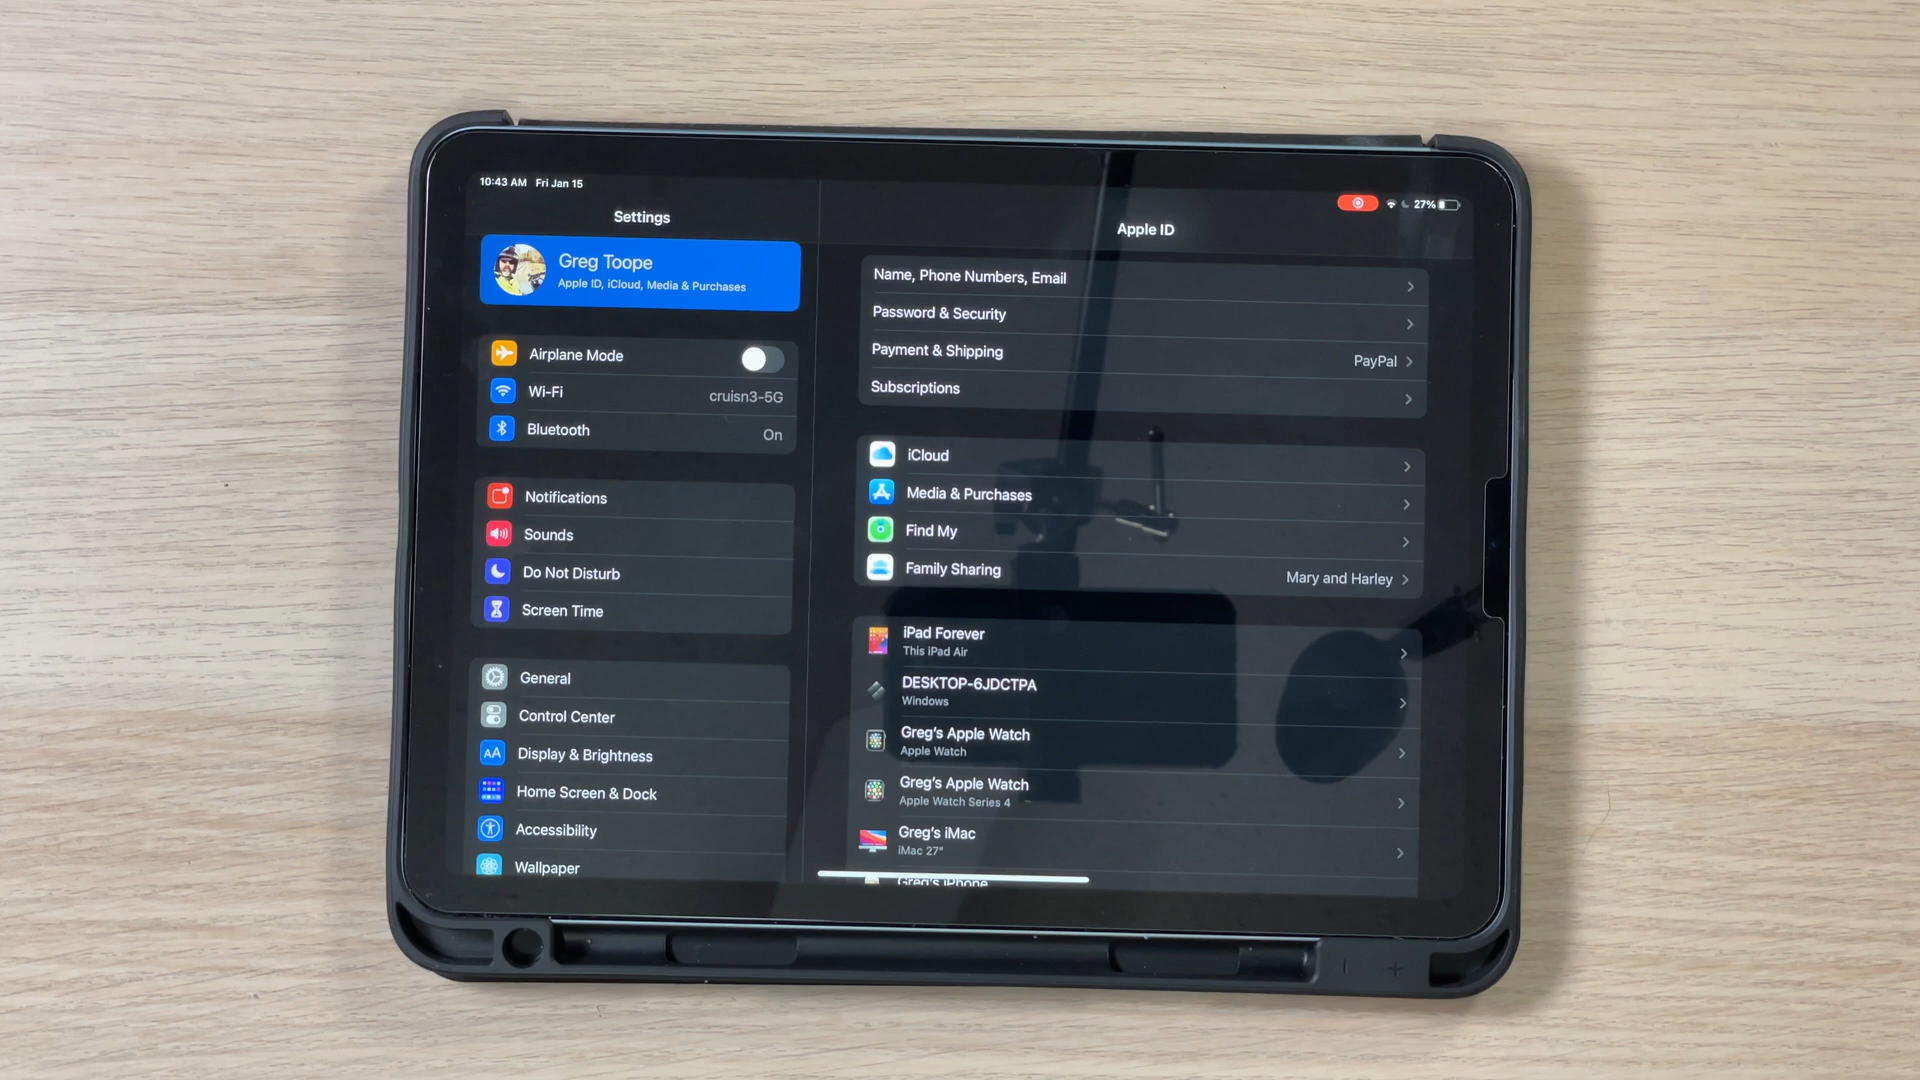 10:43 AM Fri Jan 15
27%
Settings
Greg Toope
Apple ID, iCloud, Media & Purchases
Airplane Mode
Wi-Fi cruisn3-5G
Bluetooth On
Notifications
Sounds
Do Not Disturb
Screen Time
General
Control Center
AA Display & Brightness
Home Screen & Dock
Accessibility
Wallpaper
Apple ID
Name, Phone Numbers, Email
Password & Security
Payment & Shipping PayPal
Subscriptions
iCloud
Media & Purchases
Find My
Family Sharing Mary and Harley
iPad Forever
This iPad Air
DESKTOP-6JDCTPA
Windows
Greg's Apple Watch
Apple Watch
Greg's Apple Watch
Apple Watch Series 4
Greg's iMac
iMac 27"
Greg's iPhone